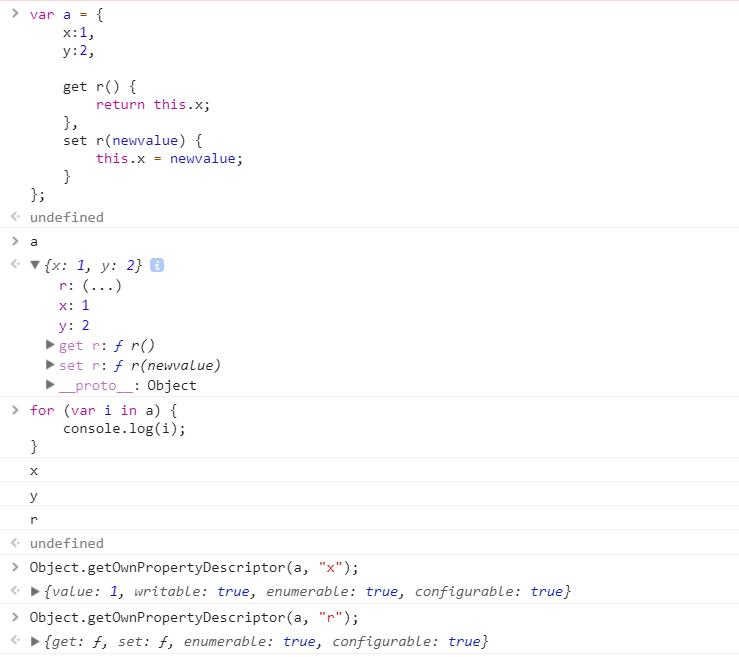 > var a = {
x:1,
y:2,
get r() {
return this.x;
},
set r(newvalue) {
this.x = newvalue;
}
};
undefined
> a
▼{x: 1, y: 2} i
r: (...)
x: 1
y: 2
▶get r: ƒ r()
▶set r: ƒ r(newvalue)
▶__proto__: Object
> for (var i in a) {
console.log(i);
}
x
y
r
undefined
> Object.getOwnPropertyDescriptor(a, "x");
▶{value: 1, writable: true, enumerable: true, configurable: true}
> Object.getOwnPropertyDescriptor(a, "r");
▶{get: ƒ, set: ƒ, enumerable: true, configurable: true}